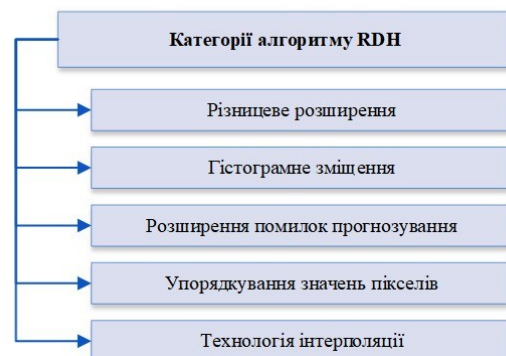 Категорії алгоритму RDH
Різницеве розширення
Гістограмне зміщення
Розширення помилок прогнозування
Упорядкування значень пікселів
Технологія інтерполяції